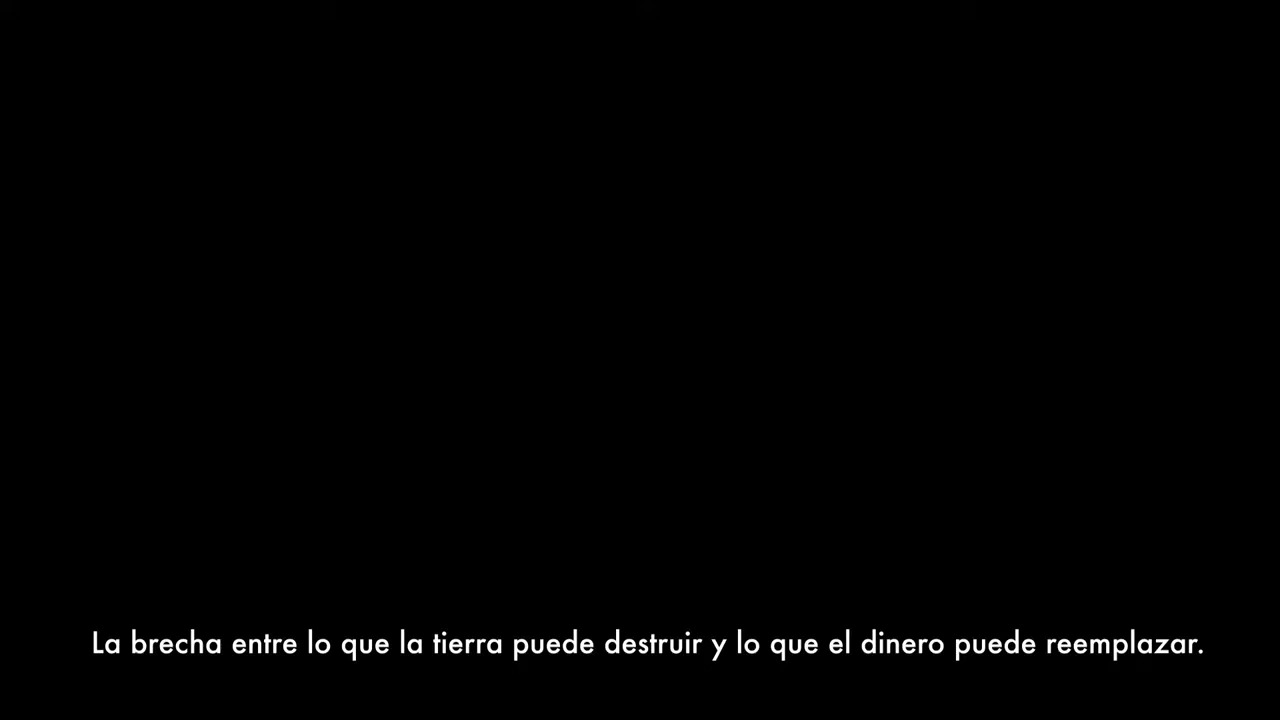 La brecha entre lo que la tierra puede destruir y lo que el dinero puede reemplazar.